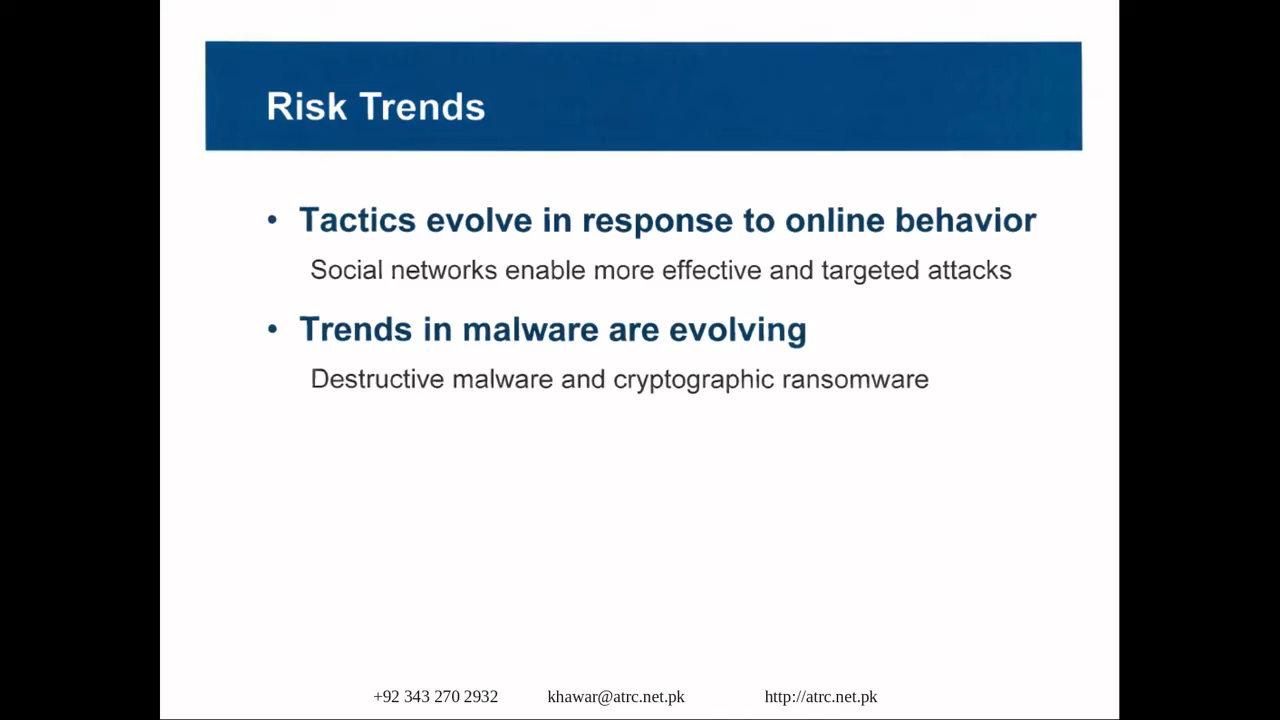 Risk Trends
• Tactics evolve in response to online behavior
Social networks enable more effective and targeted attacks
• Trends in malware are evolving
Destructive malware and cryptographic ransomware
+92 343 270 2932 khawar@atrc.net.pk http://atrc.net.pk